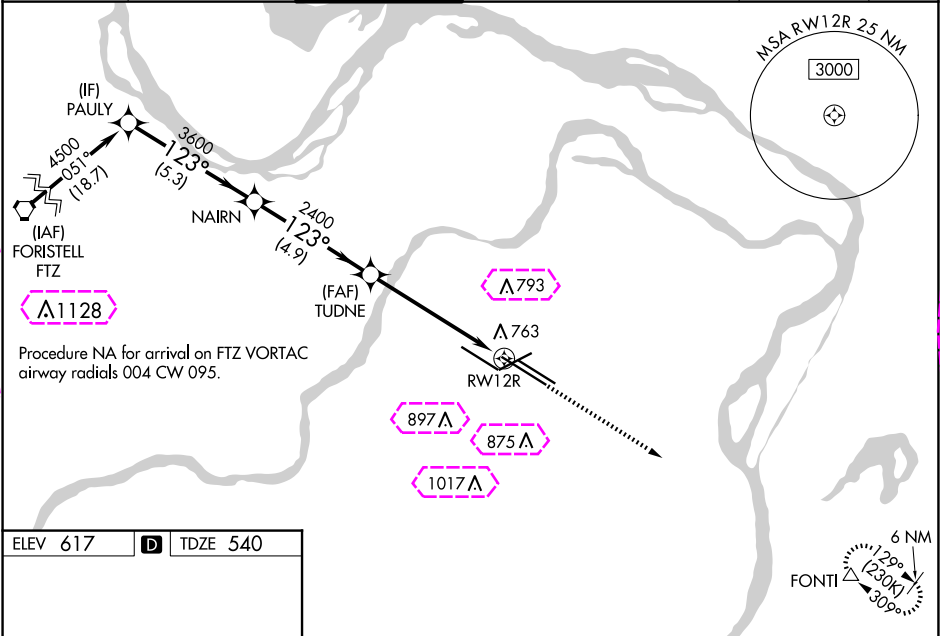 MSA RW12R 25 NM
3000
(IF)
PAULY
4500
051°
(18.7)
3600
123°
(5.3)
NAIRN
2400
123°
(4.9)
(IAF)
FORISTELL
FTZ
1128
(FAF)
TUDNE
793
763
RW12R
Procedure NA for arrival on FTZ VORTAC
airway radials 004 CW 095.
897
875
1017
ELEV 617
D
TDZE 540
6 NM
FONTI
129°
(230K)
309°